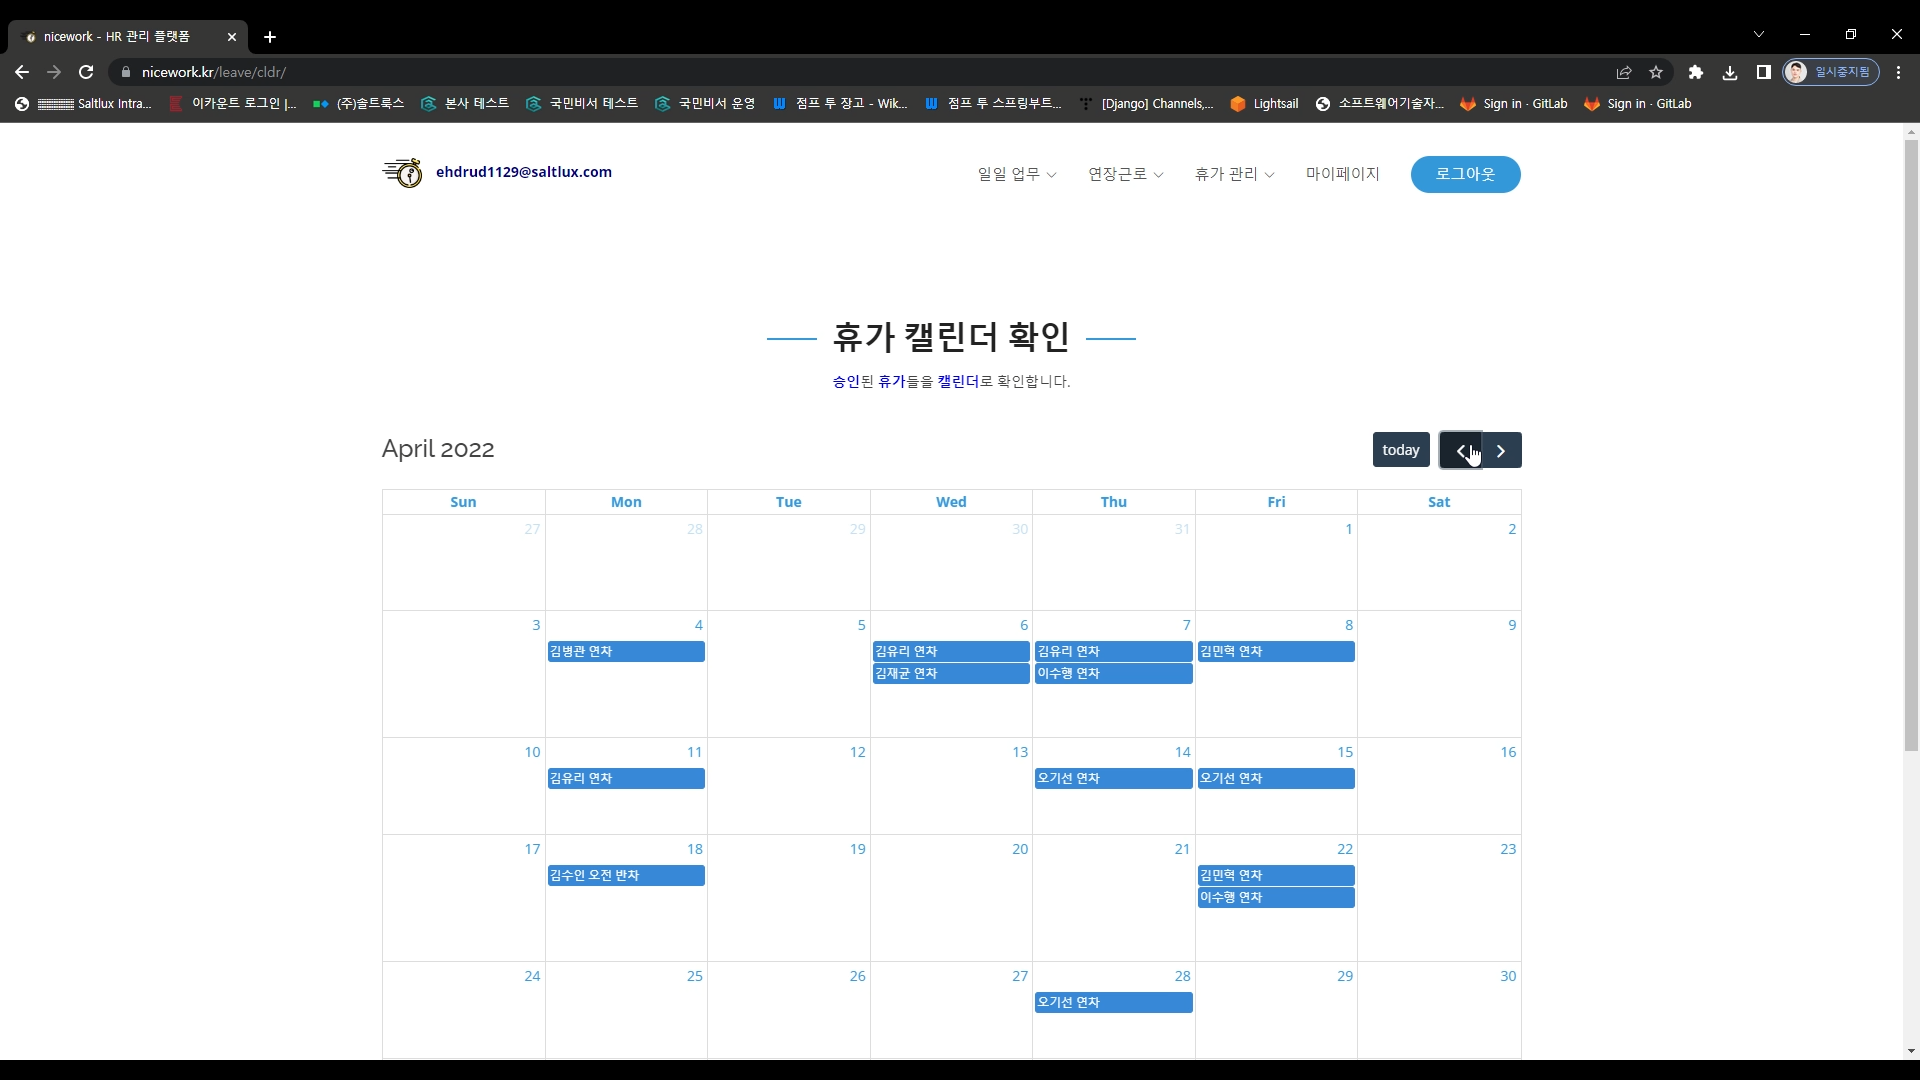 nicework - HR 관리 플랫폼
nicework.kr/leave/cldr/
일시중지됨
Saltlux Intra...
이카운트 로그인 |...
(주)솔트룩스
본사 테스트
국민비서 테스트
국민비서 운영
점프 투 장고 - Wik...
점프 투 스프링부트...
[Django] Channels,...
Lightsail
소프트웨어기술자...
Sign in · GitLab
Sign in · GitLab
ehdrud1129@saltlux.com
일일 업무
연장근로
휴가 관리
마이페이지
로그아웃
휴가 캘린더 확인
승인된 휴가들을 캘린더로 확인합니다.
April 2022
today
Sun Mon Tue Wed Thu Fri Sat
27 28 29 30 31 1 2
3 4 5 6 7 8 9
김병관 연차 김유리 연차 김유리 연차 김민혁 연차
김재균 연차 이수행 연차
10 11 12 13 14 15 16
김유리 연차 오기선 연차 오기선 연차
17 18 19 20 21 22 23
김수인 오전 반차 김민혁 연차
이수행 연차
24 25 26 27 28 29 30
오기선 연차